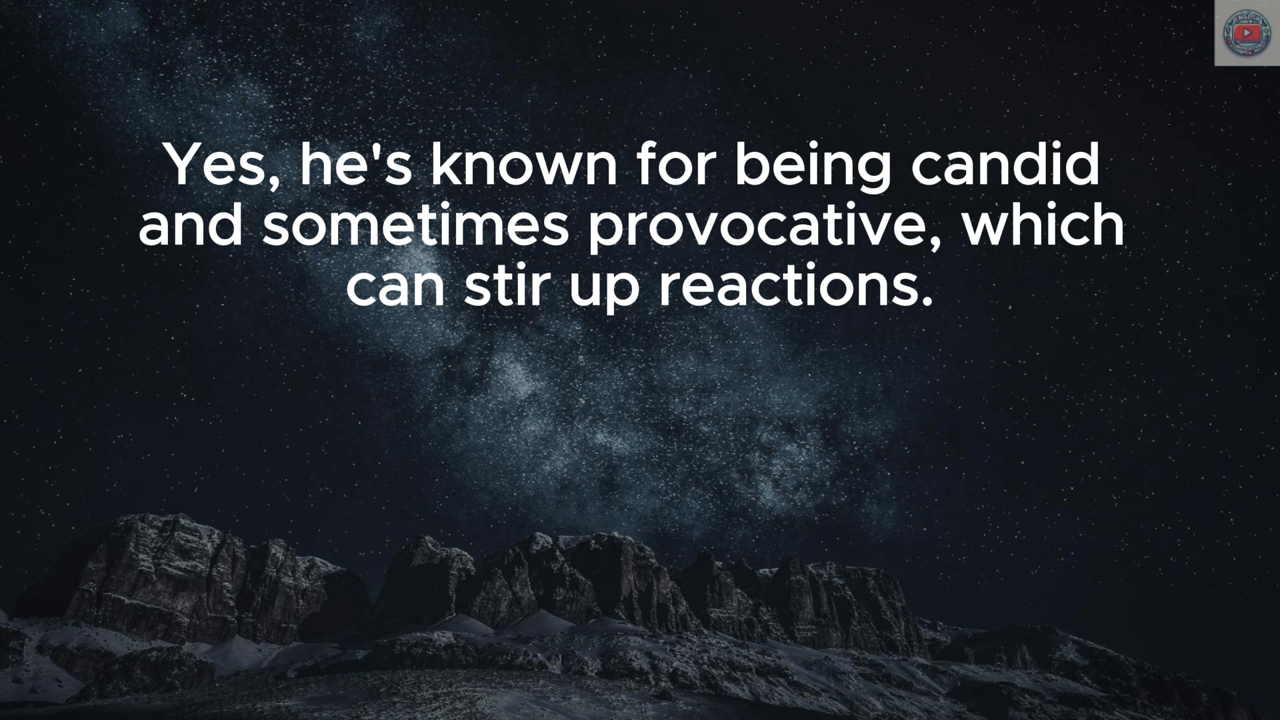 Yes, he's known for being candid
and sometimes provocative, which
can stir up reactions.